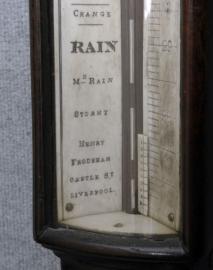 CHANGE
RAIN
MH RAIN
STORMY
HENRY
FRODSHAM
CASTLE ST
LIVERPOOL.